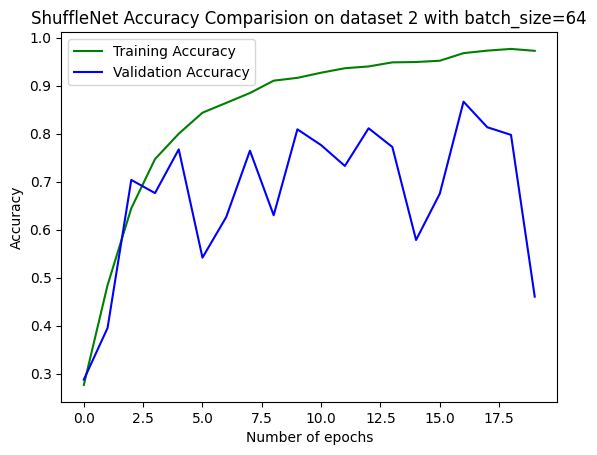 ShuffleNet Accuracy Comparision on dataset 2 with batch_size=64
Training Accuracy
Validation Accuracy
Accuracy
1.0
0.9
0.8
0.7
0.6
0.5
0.4
0.3
0.0 2.5 5.0 7.5 10.0 12.5 15.0 17.5
Number of epochs